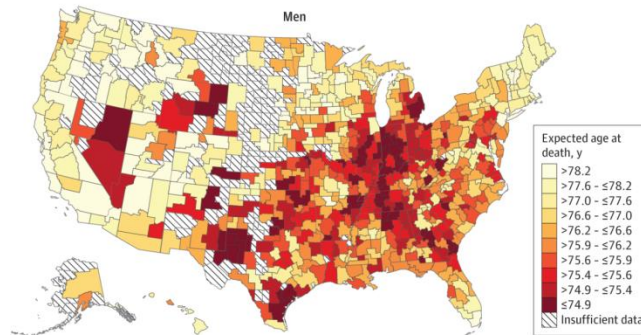 Men
Expected age at
death, y
>78.2
>77.6 - ≤78.2
>77.0 - ≤77.6
>76.6 - ≤77.0
>76.2 - ≤76.6
>75.9 - ≤76.2
>75.6 - ≤75.9
>75.4 - ≤75.6
>74.9 - ≤75.4
≤74.9
Insufficient data